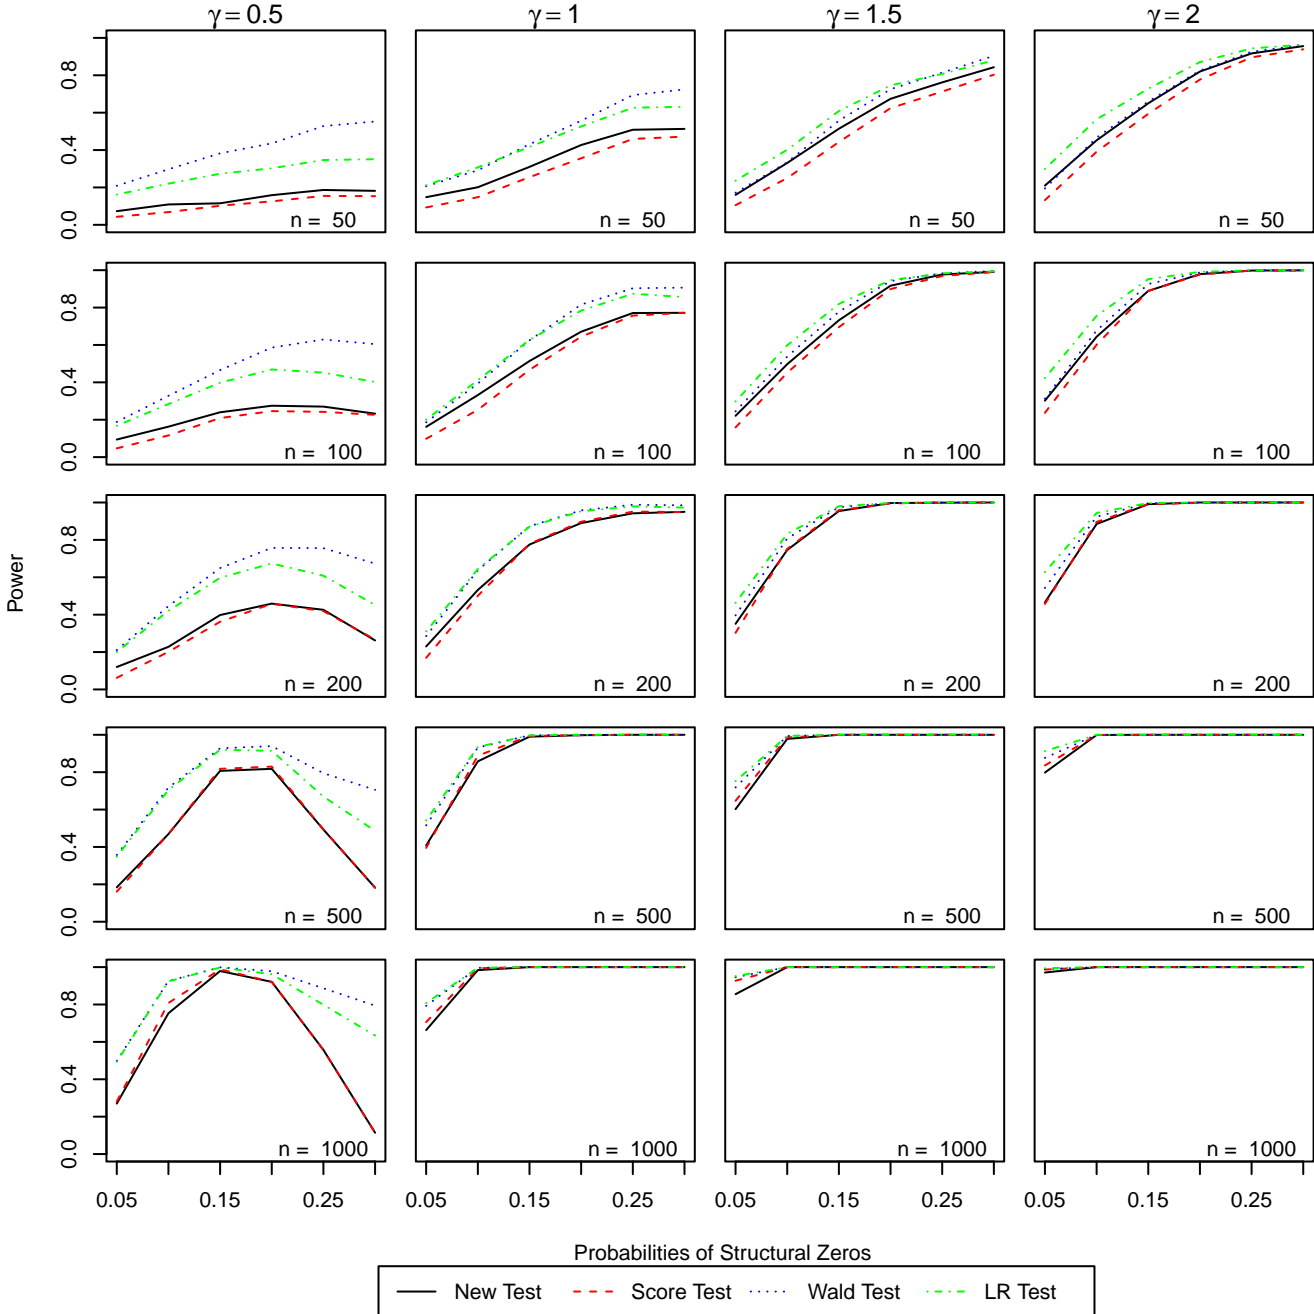 γ = 0.5 γ = 1 γ = 1.5 γ = 2
0.8
0.4
0.0
n = 50 n = 50 n = 50 n = 50
0.8
0.4
0.0
n = 100 n = 100 n = 100 n = 100
Power
0.8
0.4
0.0
n = 200 n = 200 n = 200 n = 200
0.8
0.4
0.0
n = 500 n = 500 n = 500 n = 500
0.8
0.4
0.0
n = 1000 n = 1000 n = 1000 n = 1000
0.05 0.15 0.25 0.05 0.15 0.25 0.05 0.15 0.25 0.05 0.15 0.25
Probabilities of Structural Zeros
New Test Score Test Wald Test LR Test